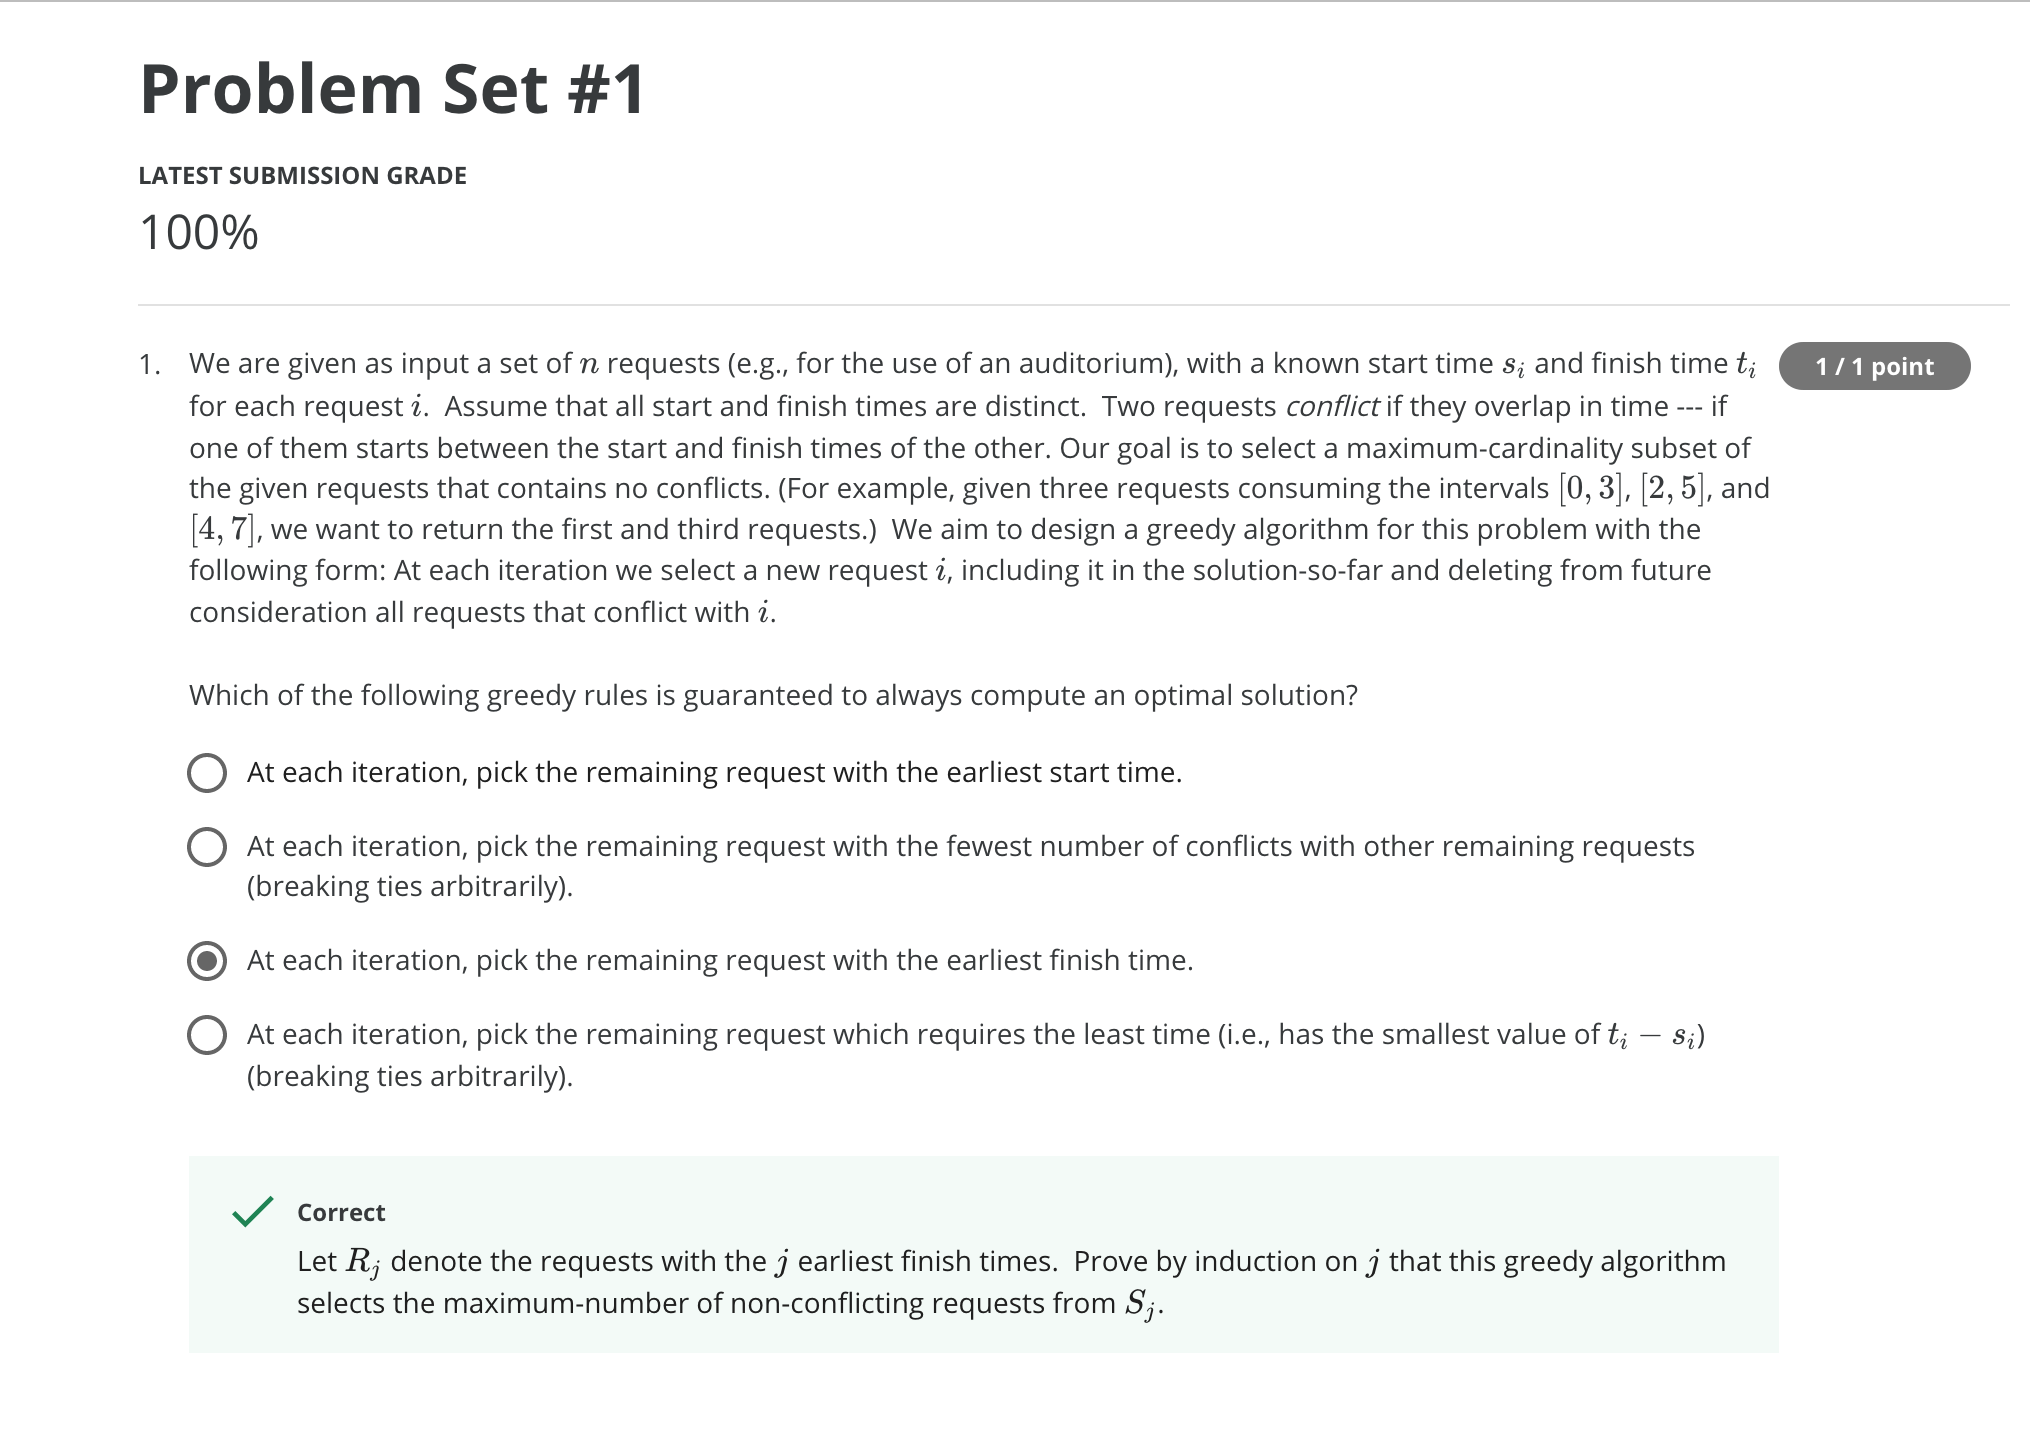 Problem Set #1
LATEST SUBMISSION GRADE
100%
1. We are given as input a set of n requests (e.g., for the use of an auditorium), with a known start time s_i and finish time t_i
1 / 1 point
for each request i.  Assume that all start and finish times are distinct.  Two requests conflict if they overlap in time --- if
one of them starts between the start and finish times of the other. Our goal is to select a maximum-cardinality subset of
the given requests that contains no conflicts. (For example, given three requests consuming the intervals [0, 3], [2, 5], and
[4, 7], we want to return the first and third requests.)  We aim to design a greedy algorithm for this problem with the
following form: At each iteration we select a new request i, including it in the solution-so-far and deleting from future
consideration all requests that conflict with i.
Which of the following greedy rules is guaranteed to always compute an optimal solution?
At each iteration, pick the remaining request with the earliest start time.
At each iteration, pick the remaining request with the fewest number of conflicts with other remaining requests
(breaking ties arbitrarily).
At each iteration, pick the remaining request with the earliest finish time.
At each iteration, pick the remaining request which requires the least time (i.e., has the smallest value of t_i − s_i)
(breaking ties arbitrarily).
Correct
Let R_j denote the requests with the j earliest finish times.  Prove by induction on j that this greedy algorithm
selects the maximum-number of non-conflicting requests from S_j.